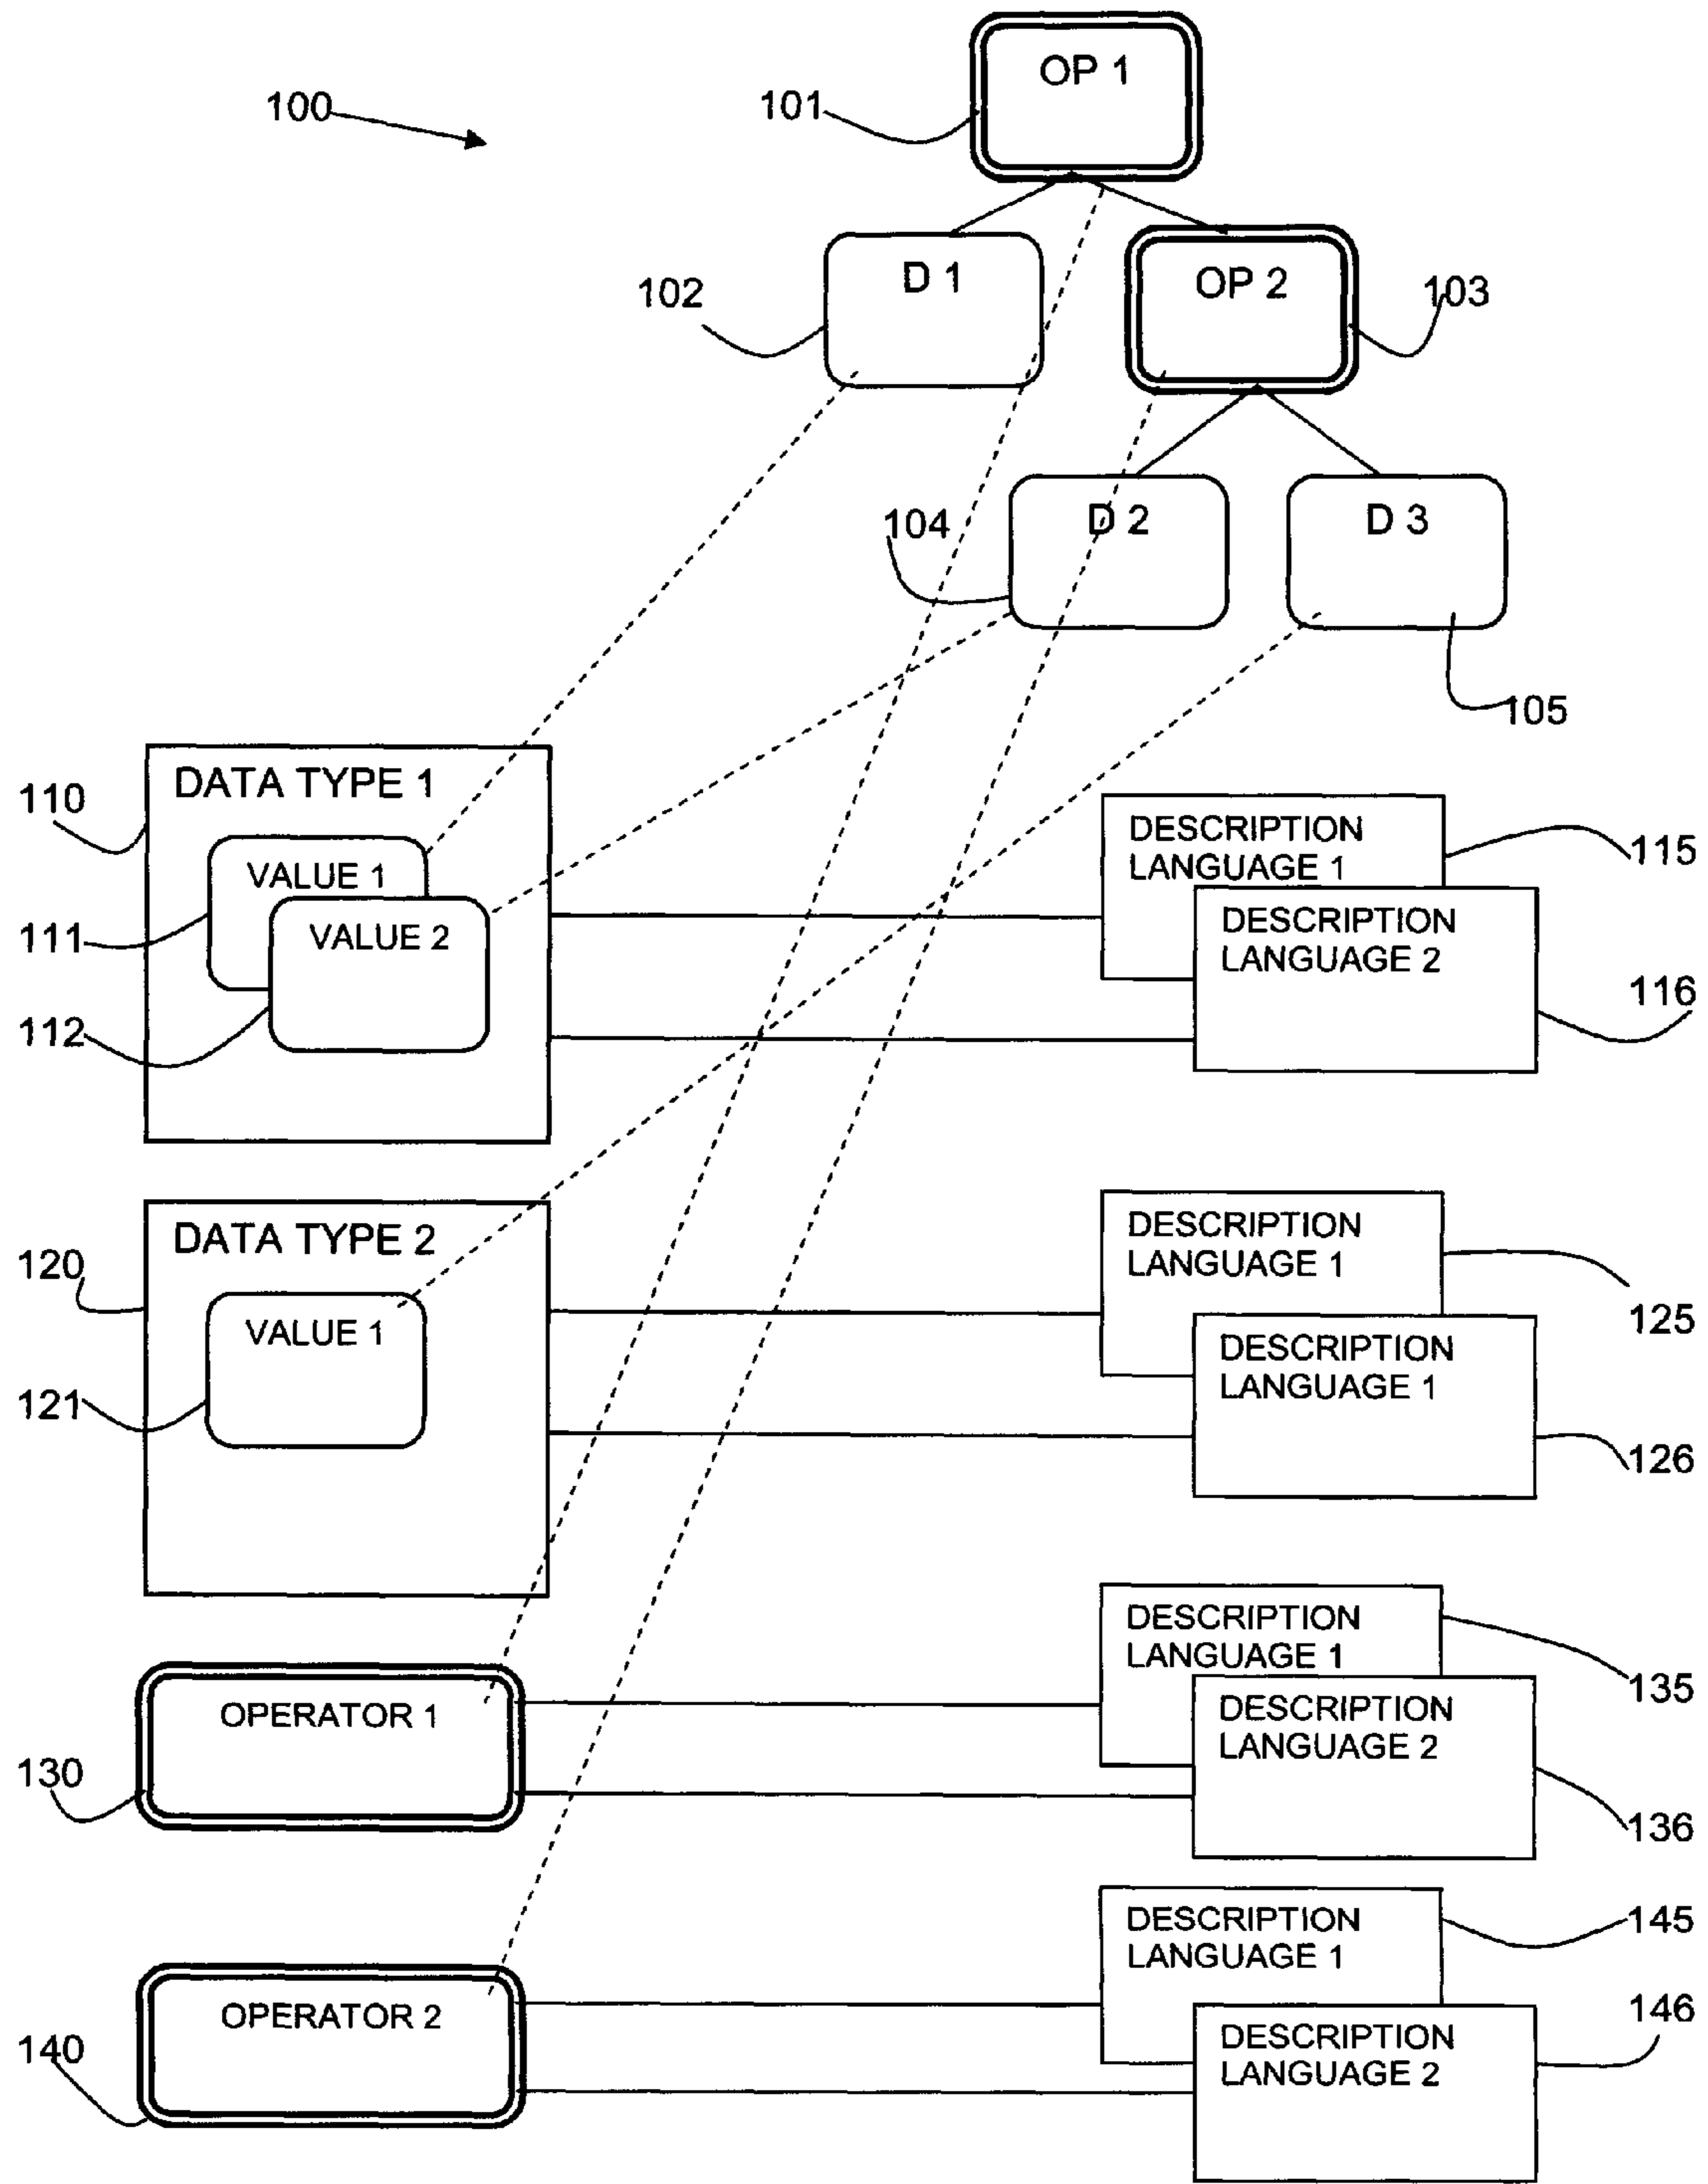 OP 1
100
101
D 1
OP 2
102
103
D 2
D 3
104
105
DATA TYPE 1
110
VALUE 1
111
VALUE 2
112
DESCRIPTION
LANGUAGE 1
115
DESCRIPTION
LANGUAGE 2
116
DATA TYPE 2
120
VALUE 1
121
DESCRIPTION
LANGUAGE 1
125
DESCRIPTION
LANGUAGE 1
126
OPERATOR 1
130
DESCRIPTION
LANGUAGE 1
135
DESCRIPTION
LANGUAGE 2
136
OPERATOR 2
140
DESCRIPTION
LANGUAGE 1
145
DESCRIPTION
LANGUAGE 2
146